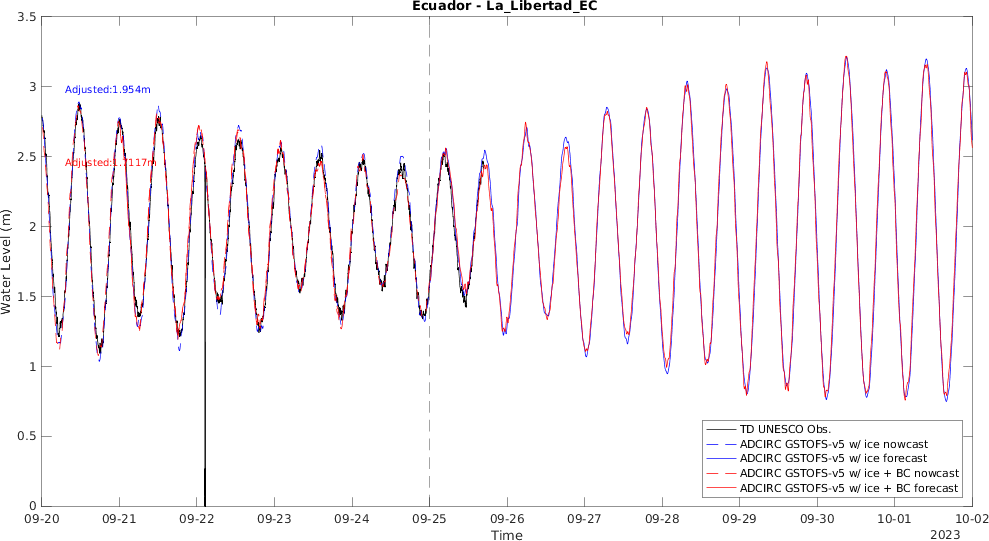 Ecuador - La_Libertad_EC
3.5
3
2.5
2
1.5
1
0.5
0
Water Level (m)
Adjusted:1.954m
Adjusted:1.7117m
TD UNESCO Obs.
ADCIRC GSTOFS-v5 w/ ice nowcast
ADCIRC GSTOFS-v5 w/ ice forecast
ADCIRC GSTOFS-v5 w/ ice + BC nowcast
ADCIRC GSTOFS-v5 w/ ice + BC forecast
09-20 09-21 09-22 09-23 09-24 09-25 09-26 09-27 09-28 09-29 09-30 10-01 10-02
Time
2023